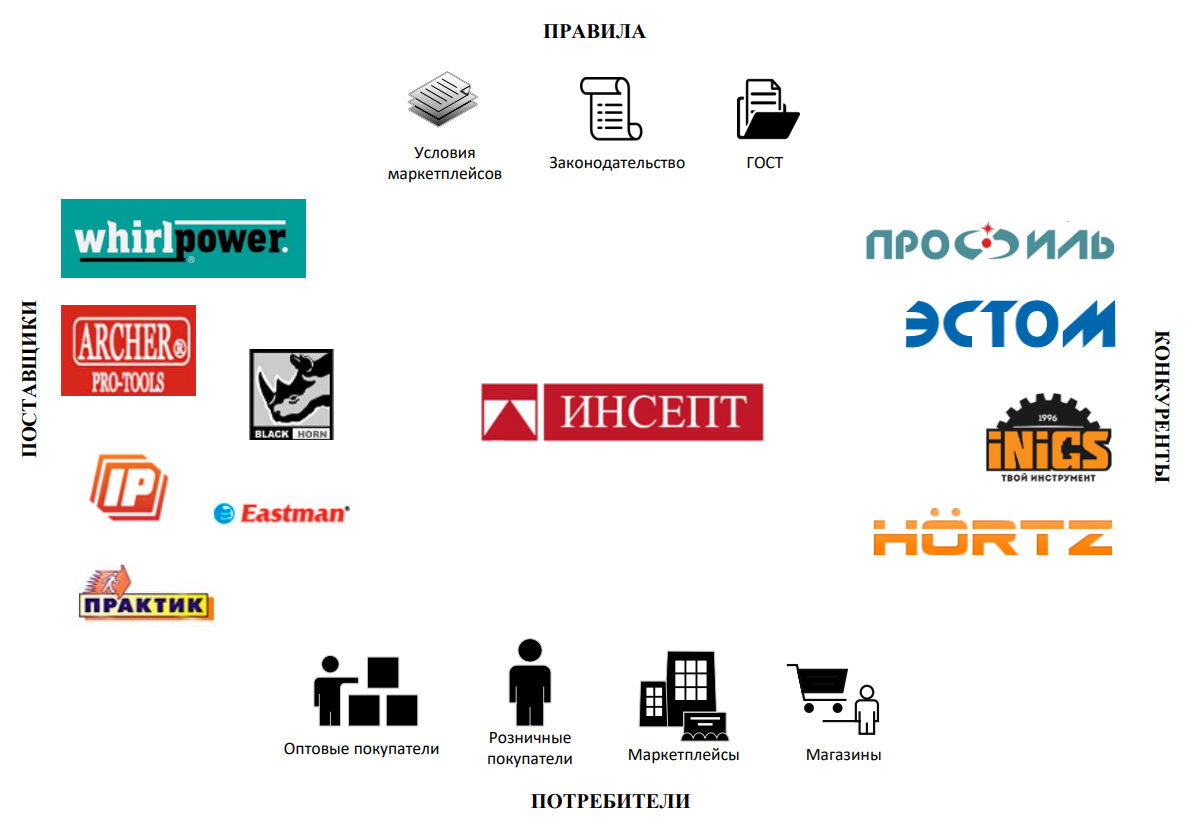 ПРАВИЛА
Условия
маркетплейсов
Законодательство
ГОСТ
ПОСТАВЩИКИ
whirlpower.
®
ARCHER®
PRO-TOOLS
BLACK HORN
IP
Eastman®
ПРАКТИК
ИНСЕПТ
ПРОФИЛЬ
ЭСТОМ
1996
iNiGS
ТВОЙ ИНСТРУМЕНТ
HÖRTZ
КОНКУРЕНТЫ
Оптовые покупатели
Розничные
покупатели
Маркетплейсы
Магазины
ПОТРЕБИТЕЛИ